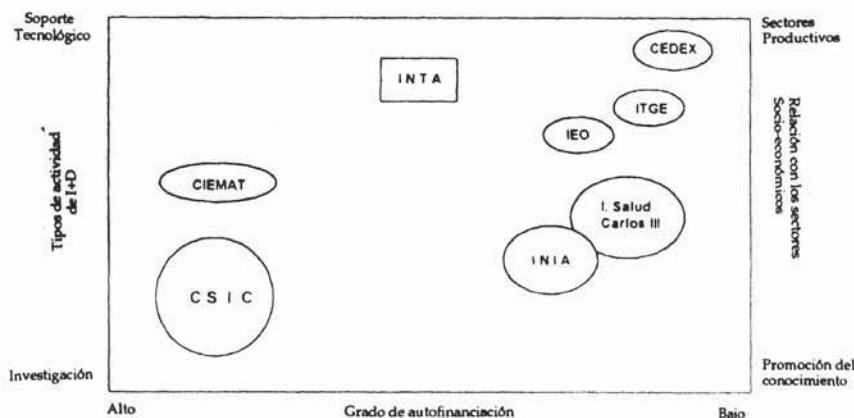 Soporte
Tecnológico
Sectores
Productivos
CEDEX
INTA
ITGE
IEO
Tipos de actividad
de I+D
Relación con los sectores
Socio-económicos
CIEMAT
I. Salud
Carlos III
INIA
CSIC
Investigación
Promoción del
conocimiento
Alto
Grado de autofinanciación
Bajo